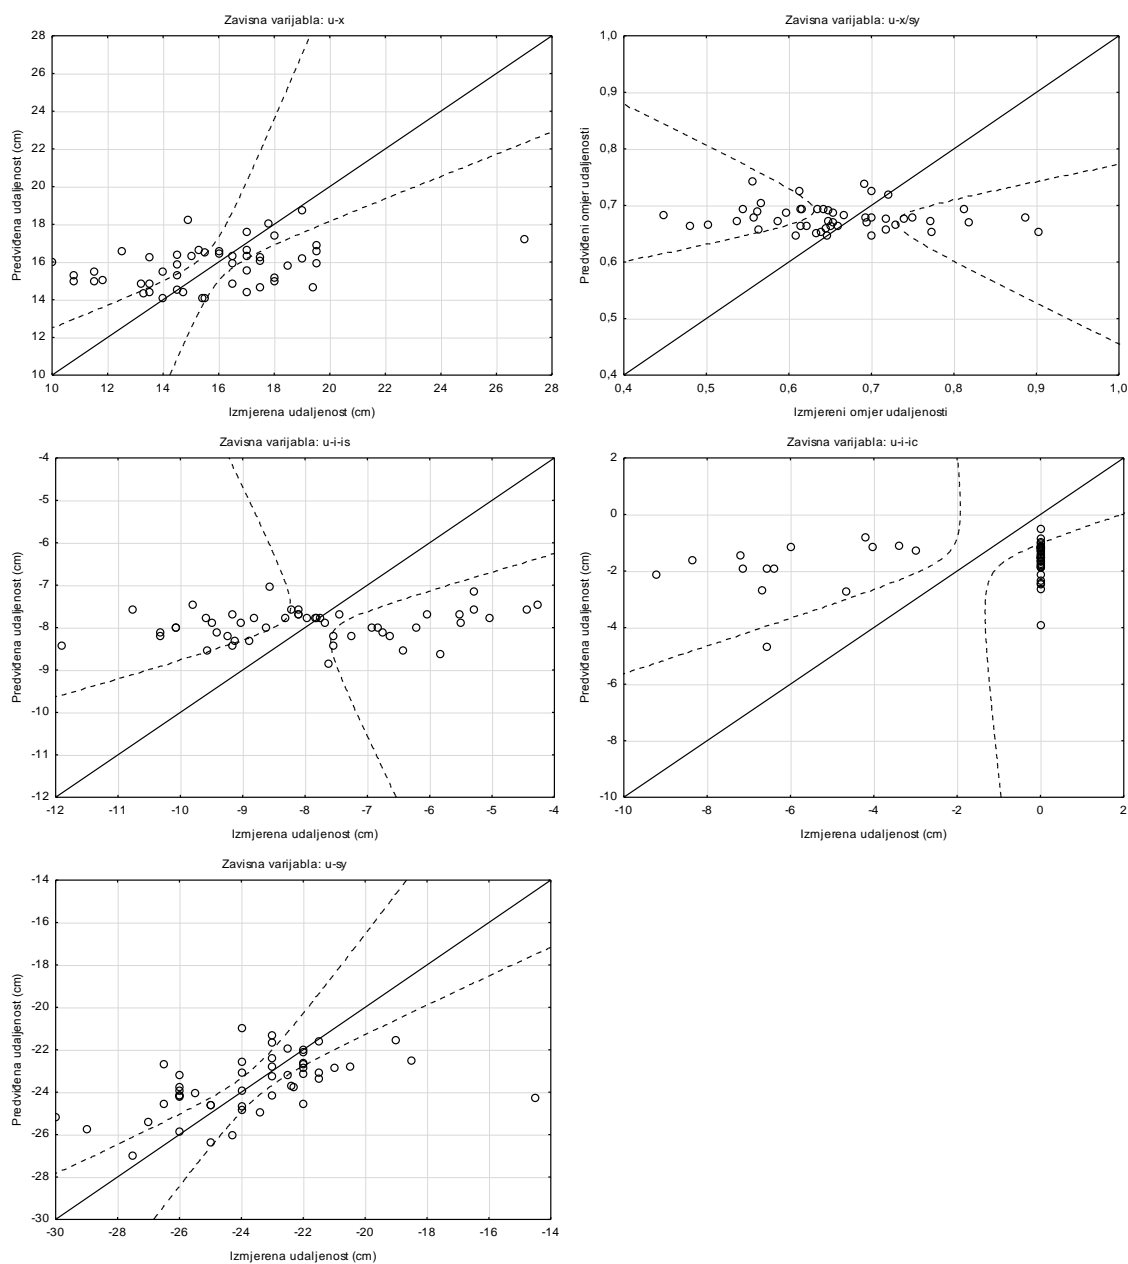 Zavisna varijabla: u-x
28
26
24
22
20
18
16
14
12
10
10 12 14 16 18 20 22 24 26 28
Predviđena udaljenost (cm)
Izmjerena udaljenost (cm)
Zavisna varijabla: u-x/sy
1,0
0,9
0,8
0,7
0,6
0,5
0,4
0,4 0,5 0,6 0,7 0,8 0,9 1,0
Predviđeni omjer udaljenosti
Izmjereni omjer udaljenosti
Zavisna varijabla: u-i-is
-4
-5
-6
-7
-8
-9
-10
-11
-12
-12 -11 -10 -9 -8 -7 -6 -5 -4
Predviđena udaljenost (cm)
Izmjerena udaljenost (cm)
Zavisna varijabla: u-i-ic
2
0
-2
-4
-6
-8
-10
-10 -8 -6 -4 -2 0 2
Predviđena udaljenost (cm)
Izmjerena udaljenost (cm)
Zavisna varijabla: u-sy
-14
-16
-18
-20
-22
-24
-26
-28
-30
-30 -28 -26 -24 -22 -20 -18 -16 -14
Predviđena udaljenost (cm)
Izmjerena udaljenost (cm)